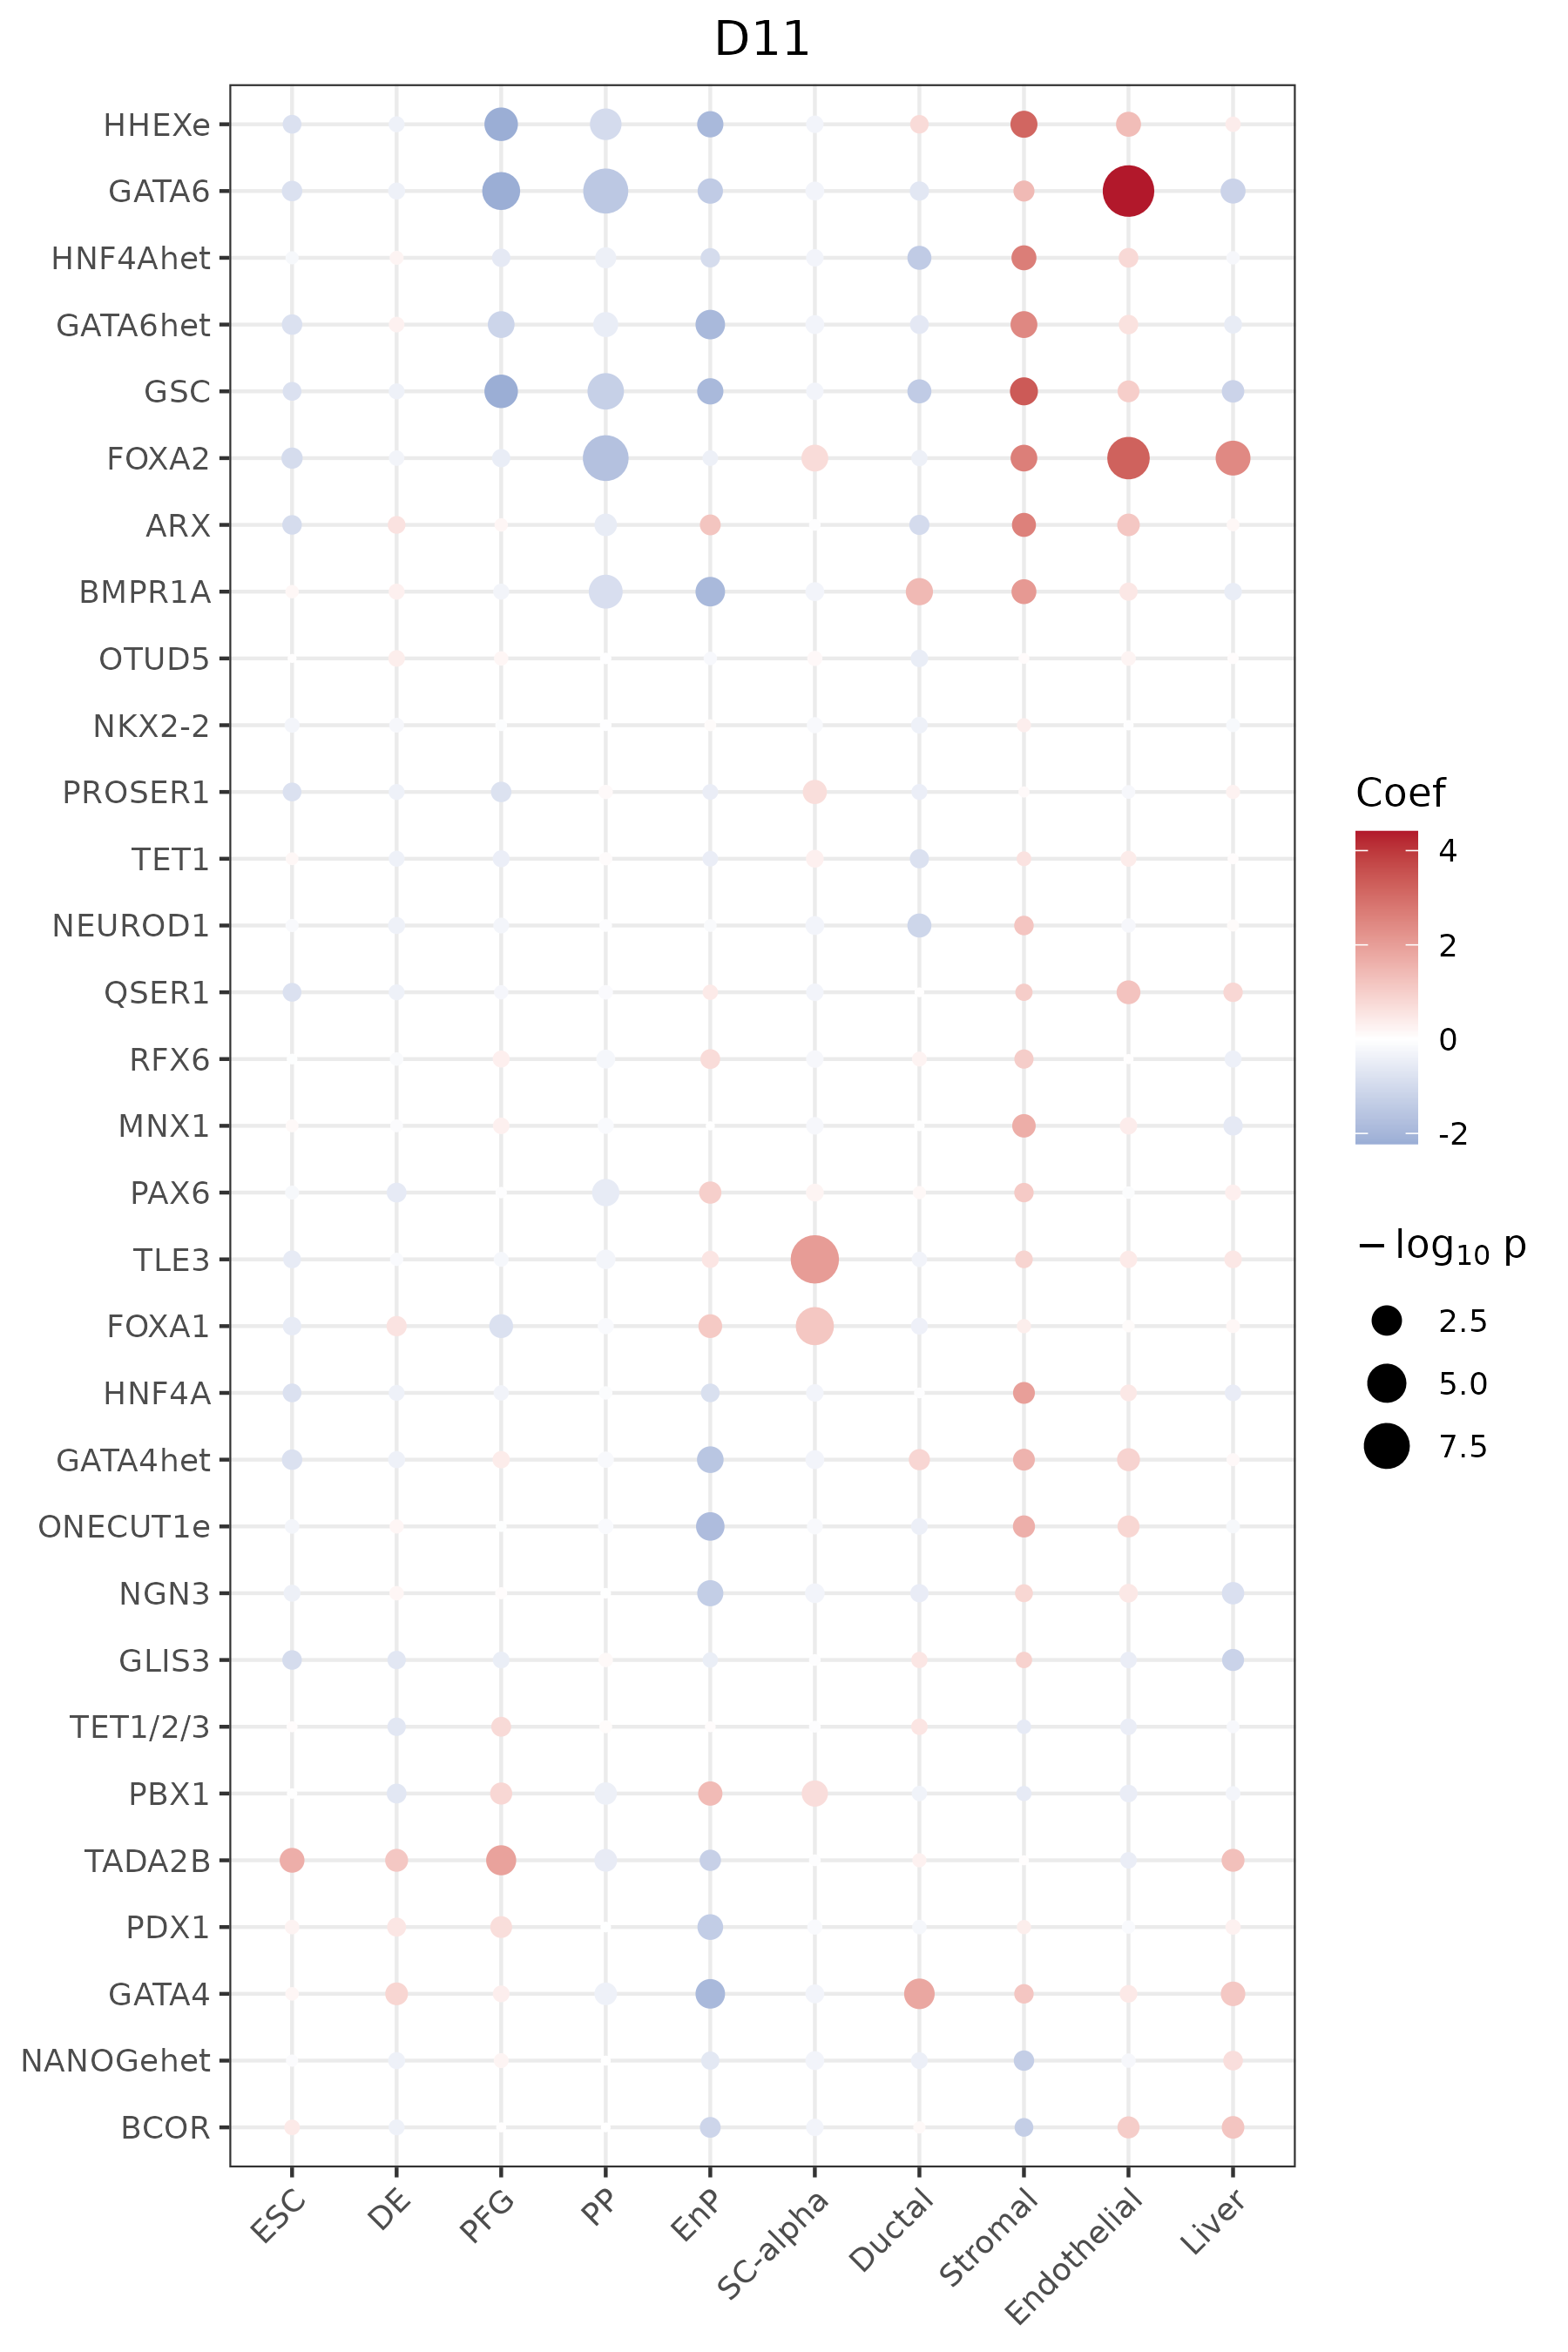 D11
HHEXe
GATA6
HNF4Ahet
GATA6het
GSC
FOXA2
ARX
BMPR1A
OTUD5
NKX2-2
PROSER1
TET1
NEUROD1
QSER1
RFX6
MNX1
PAX6
TLE3
FOXA1
HNF4A
GATA4het
ONECUT1e
NGN3
GLIS3
TET1/2/3
PBX1
TADA2B
PDX1
GATA4
NANOGehet
BCOR
ESC
DE
PFG
PP
EnP
SC-alpha
Ductal
Stromal
Endothelial
Liver
Coef
4
2
0
-2
− log₁₀ p
2.5
5.0
7.5